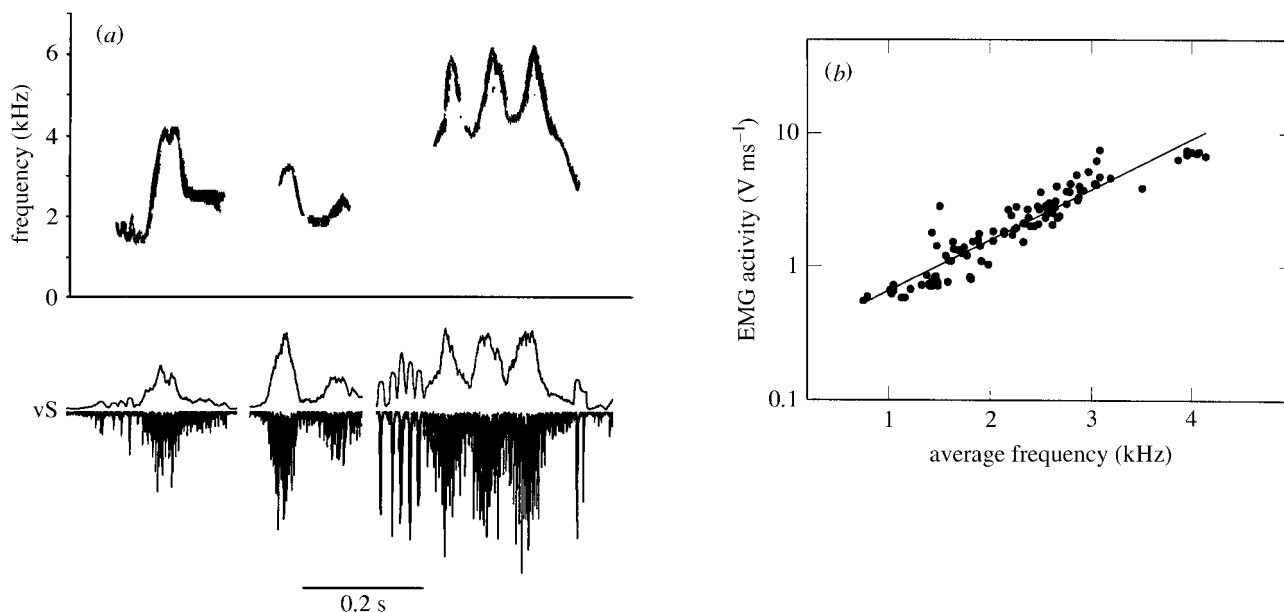 (a)
6
4
2
0
frequency (kHz)
vS
0.2 s
(b)
10
1
0.1
EMG activity (V ms⁻¹)
1 2 3 4
average frequency (kHz)